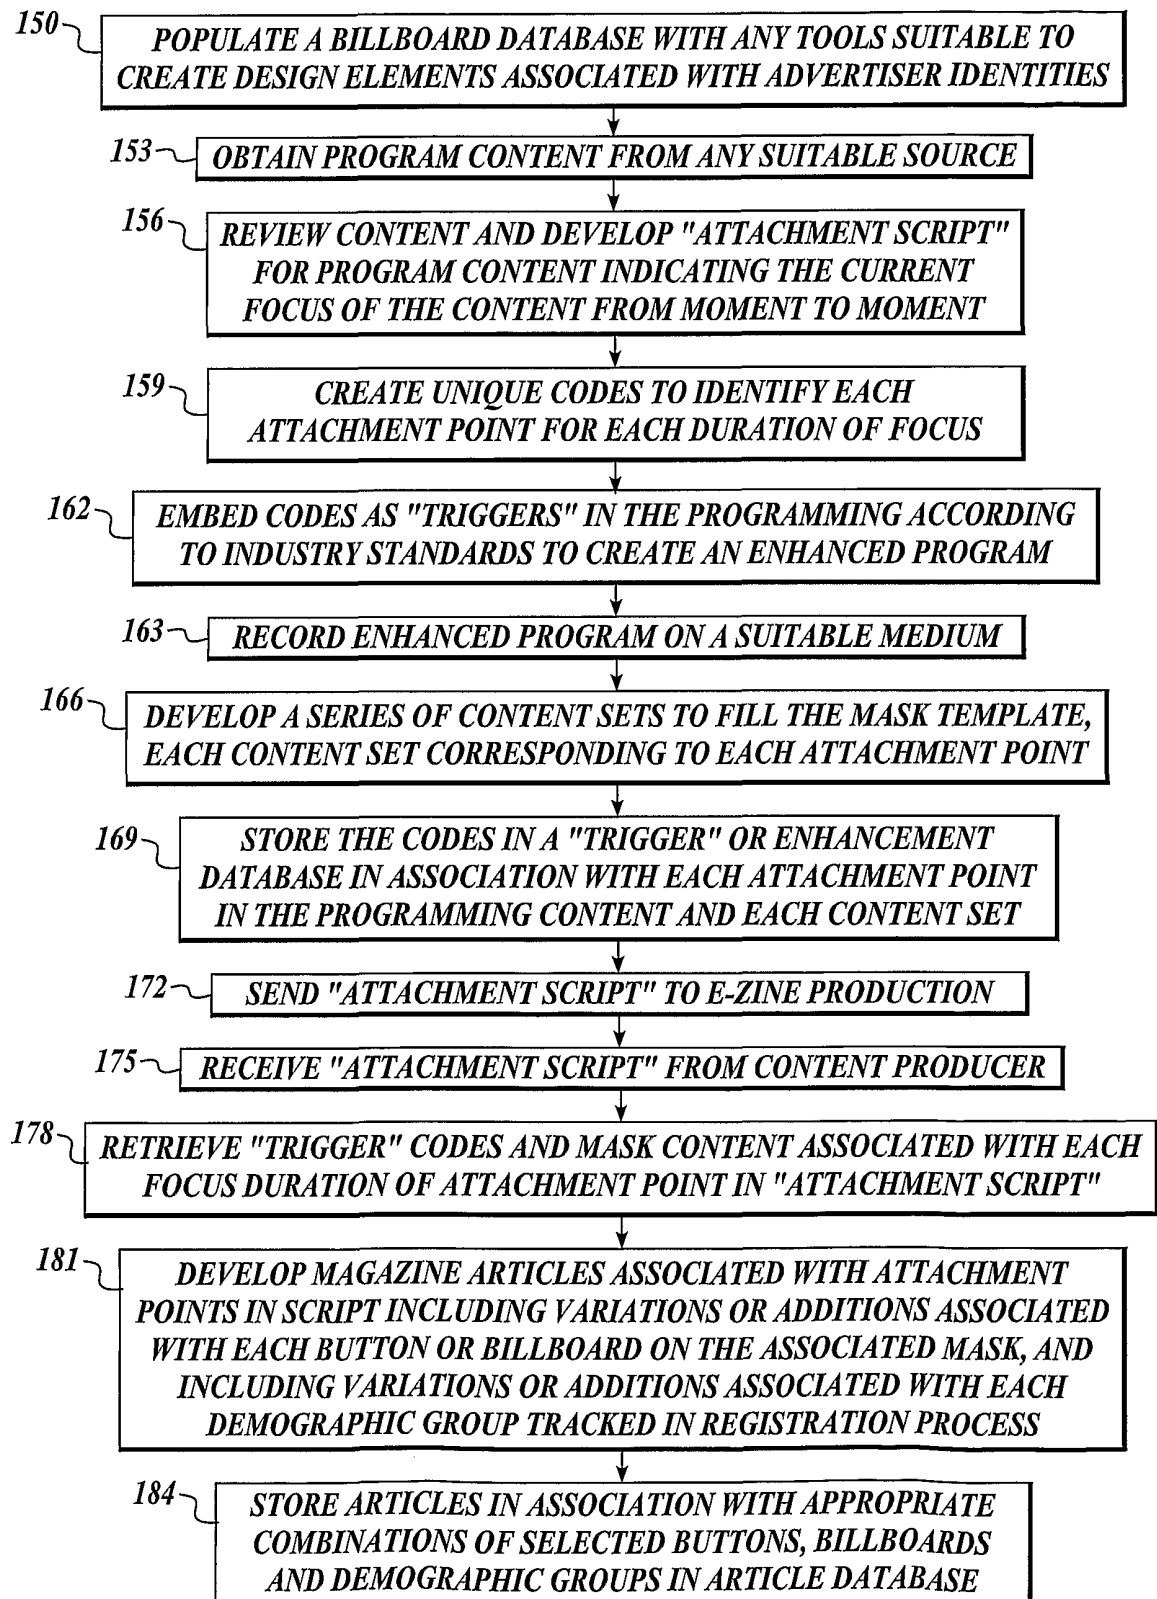 150
POPULATE A BILLBOARD DATABASE WITH ANY TOOLS SUITABLE TO
CREATE DESIGN ELEMENTS ASSOCIATED WITH ADVERTISER IDENTITIES
153
OBTAIN PROGRAM CONTENT FROM ANY SUITABLE SOURCE
156
REVIEW CONTENT AND DEVELOP "ATTACHMENT SCRIPT"
FOR PROGRAM CONTENT INDICATING THE CURRENT
FOCUS OF THE CONTENT FROM MOMENT TO MOMENT
159
CREATE UNIQUE CODES TO IDENTIFY EACH
ATTACHMENT POINT FOR EACH DURATION OF FOCUS
162
EMBED CODES AS "TRIGGERS" IN THE PROGRAMMING ACCORDING
TO INDUSTRY STANDARDS TO CREATE AN ENHANCED PROGRAM
163
RECORD ENHANCED PROGRAM ON A SUITABLE MEDIUM
166
DEVELOP A SERIES OF CONTENT SETS TO FILL THE MASK TEMPLATE,
EACH CONTENT SET CORRESPONDING TO EACH ATTACHMENT POINT
169
STORE THE CODES IN A "TRIGGER" OR ENHANCEMENT
DATABASE IN ASSOCIATION WITH EACH ATTACHMENT POINT
IN THE PROGRAMMING CONTENT AND EACH CONTENT SET
172
SEND "ATTACHMENT SCRIPT" TO E-ZINE PRODUCTION
175
RECEIVE "ATTACHMENT SCRIPT" FROM CONTENT PRODUCER
178
RETRIEVE "TRIGGER" CODES AND MASK CONTENT ASSOCIATED WITH EACH
FOCUS DURATION OF ATTACHMENT POINT IN "ATTACHMENT SCRIPT"
181
DEVELOP MAGAZINE ARTICLES ASSOCIATED WITH ATTACHMENT
POINTS IN SCRIPT INCLUDING VARIATIONS OR ADDITIONS ASSOCIATED
WITH EACH BUTTON OR BILLBOARD ON THE ASSOCIATED MASK, AND
INCLUDING VARIATIONS OR ADDITIONS ASSOCIATED WITH EACH
DEMOGRAPHIC GROUP TRACKED IN REGISTRATION PROCESS
184
STORE ARTICLES IN ASSOCIATION WITH APPROPRIATE
COMBINATIONS OF SELECTED BUTTONS, BILLBOARDS
AND DEMOGRAPHIC GROUPS IN ARTICLE DATABASE